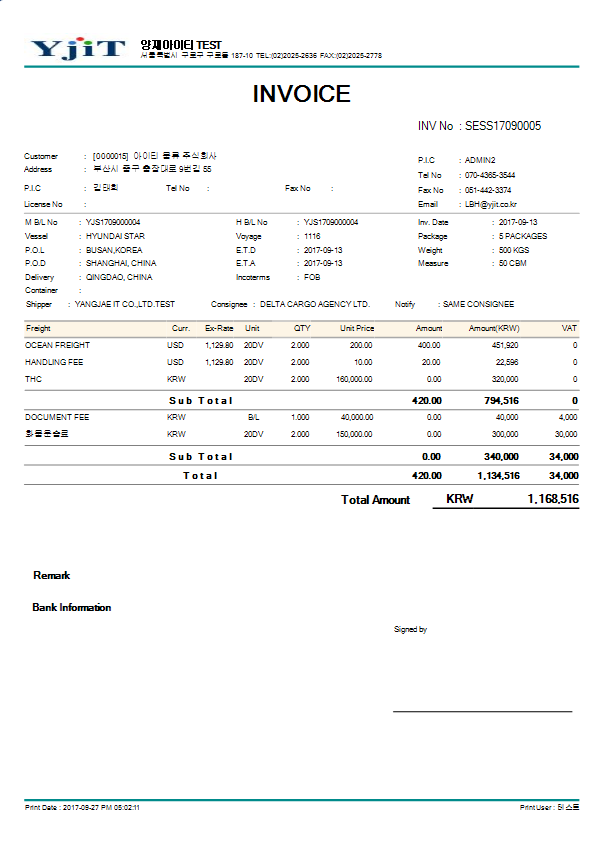 YJIT 양재아이티 TEST
서울특별시 구로구 구로동 187-10 TEL:(02)2025-2636 FAX:(02)2025-2778
INVOICE
INV No : SESS17090005
Customer : [0000015] 아이티 물류 주식회사
Address : 부산시 중구 충장대로 9번길 55
P.I.C : 김태희 Tel No : Fax No :
License No :
P.I.C : ADMIN2
Tel No : 070-4365-3544
Fax No : 051-442-3374
Email : LBH@yjit.co.kr
M B/L No : YJS1709000004 H B/L No : YJS1709000004 Inv. Date : 2017-09-13
Vessel : HYUNDAI STAR Voyage : 1116 Package : 5 PACKAGES
P.O.L : BUSAN,KOREA E.T.D : 2017-09-13 Weight : 500 KGS
P.O.D : SHANGHAI, CHINA E.T.A : 2017-09-13 Measure : 50 CBM
Delivery : QINGDAO, CHINA Incoterms : FOB
Container :
Shipper : YANGJAE IT CO.,LTD.TEST Consignee : DELTA CARGO AGENCY LTD. Notify : SAME CONSIGNEE
Freight Curr. Ex-Rate Unit QTY Unit Price Amount Amount(KRW) VAT
OCEAN FREIGHT USD 1,129.80 20DV 2.000 200.00 400.00 451,920 0
HANDLING FEE USD 1,129.80 20DV 2.000 10.00 20.00 22,596 0
THC KRW 20DV 2.000 160,000.00 0.00 320,000 0
Sub Total 420.00 794,516 0
DOCUMENT FEE KRW B/L 1.000 40,000.00 0.00 40,000 4,000
화물운송료 KRW 20DV 2.000 150,000.00 0.00 300,000 30,000
Sub Total 0.00 340,000 34,000
Total 420.00 1,134,516 34,000
Total Amount KRW 1,168,516
Remark
Bank Information
Signed by
Print Date : 2017-09-27 PM 05:02:11 Print User : 테스트